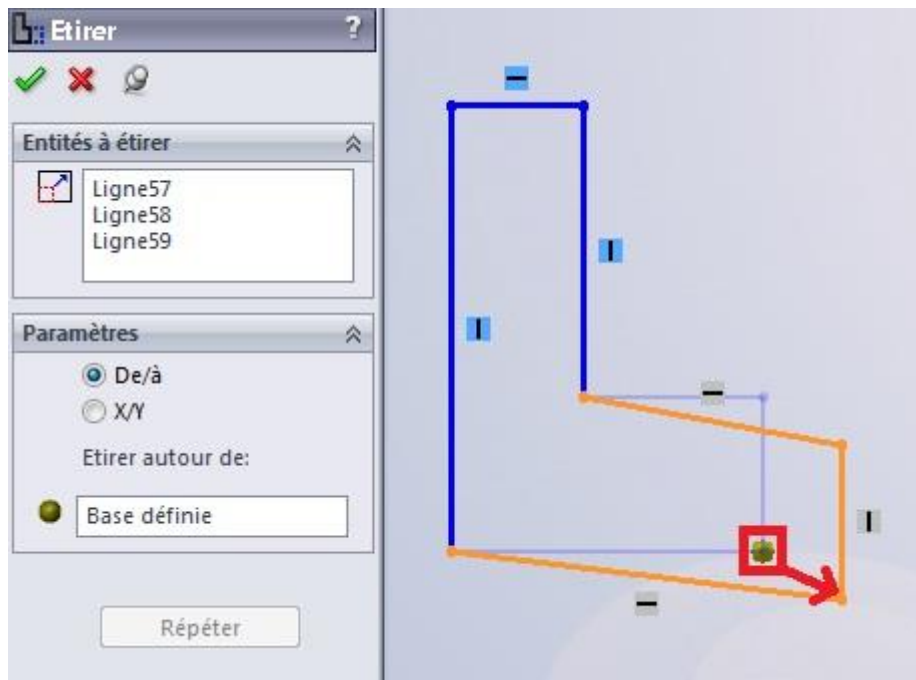 Etirer ?
Entités à étirer
Ligne57
Ligne58
Ligne59
Paramètres
De/à
X/Y
Etirer autour de:
Base définie
Répéter